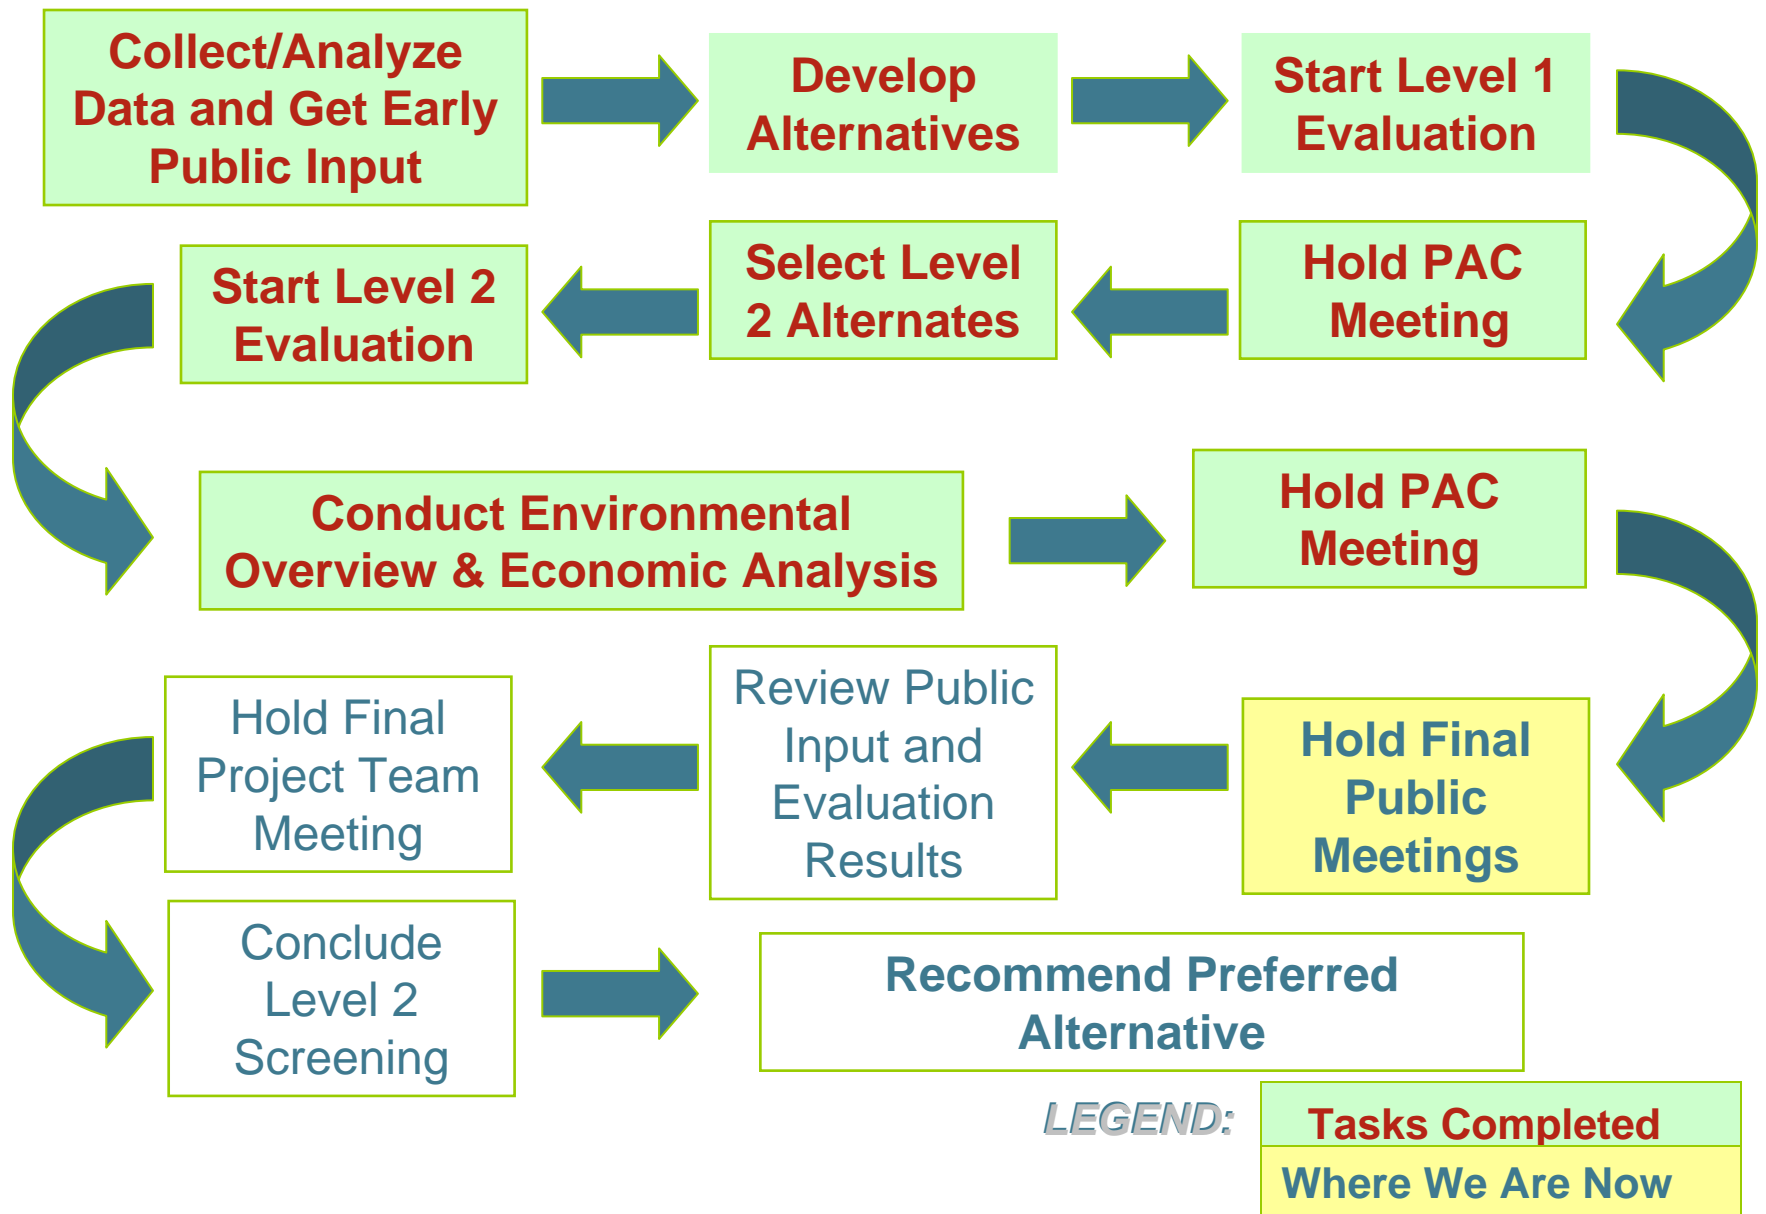 Collect/Analyze
Data and Get Early
Public Input
Develop
Alternatives
Start Level 1
Evaluation
Hold PAC
Meeting
Select Level
2 Alternates
Start Level 2
Evaluation
Conduct Environmental
Overview & Economic Analysis
Hold PAC
Meeting
Hold Final
Public
Meetings
Review Public
Input and
Evaluation
Results
Hold Final
Project Team
Meeting
Conclude
Level 2
Screening
Recommend Preferred
Alternative
LEGEND:
Tasks Completed
Where We Are Now